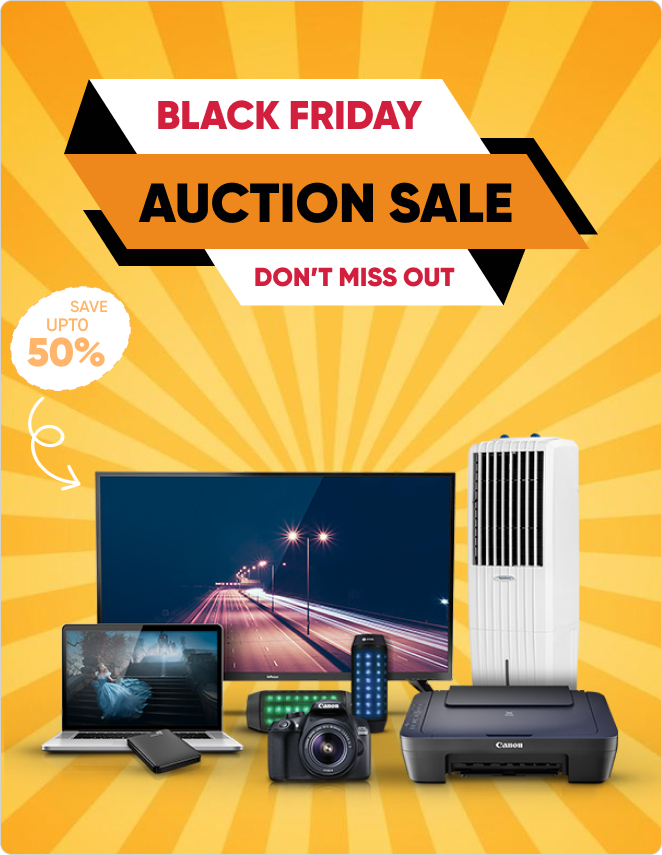 BLACK FRIDAY
AUCTION SALE
DON'T MISS OUT
SAVE
UPTO
50%
Canon
Canon